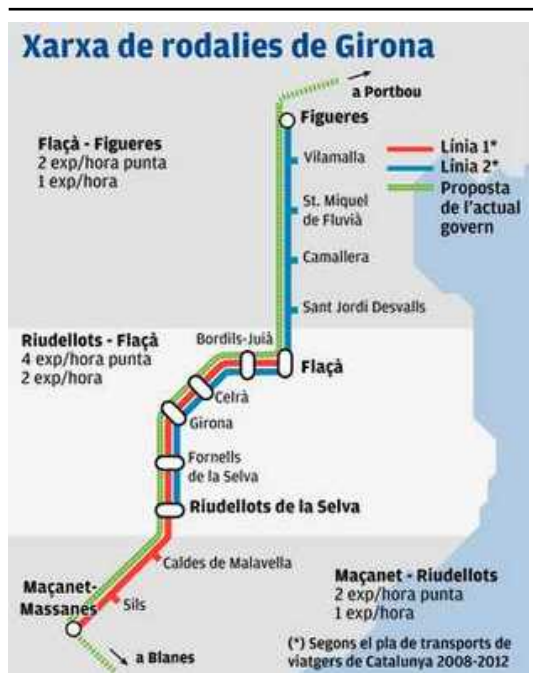 Xarxa de rodalies de Girona
a Portbou
Figueres
Flaçà - Figueres
2 exp/hora punta
1 exp/hora
Línia 1*
Línia 2*
Proposta
de l'actual
govern
Vilamalla
St. Miquel
de Fluvià
Camallera
Sant Jordi Desvalls
Riudellots - Flaçà
4 exp/hora punta
2 exp/hora
Bordils-Juià
Flaçà
Celrà
Girona
Fornells
de la Selva
Riudellots de la Selva
Caldes de Malavella
Maçanet-
Massanes
Sils
a Blanes
Maçanet - Riudellots
2 exp/hora punta
1 exp/hora
(*) Segons el pla de transports de
viatgers de Catalunya 2008-2012